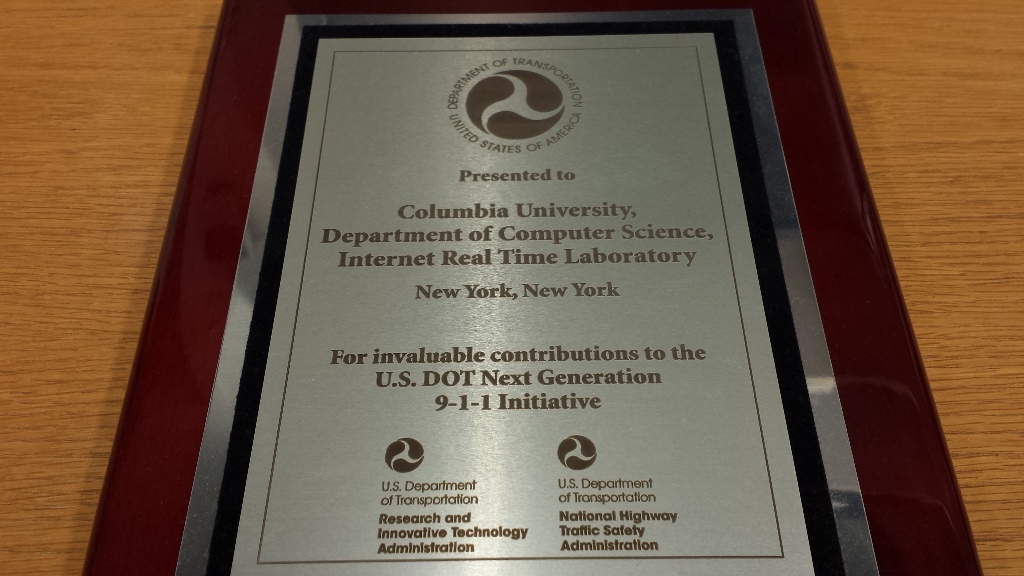 DEPARTMENT OF TRANSPORTATION
UNITED STATES OF AMERICA
Presented to
Columbia University,
Department of Computer Science,
Internet Real Time Laboratory
New York, New York
For invaluable contributions to the
U.S. DOT Next Generation
9-1-1 Initiative
U.S. Department
of Transportation
Research and
Innovative Technology
Administration
U.S. Department
of Transportation
National Highway
Traffic Safety
Administration